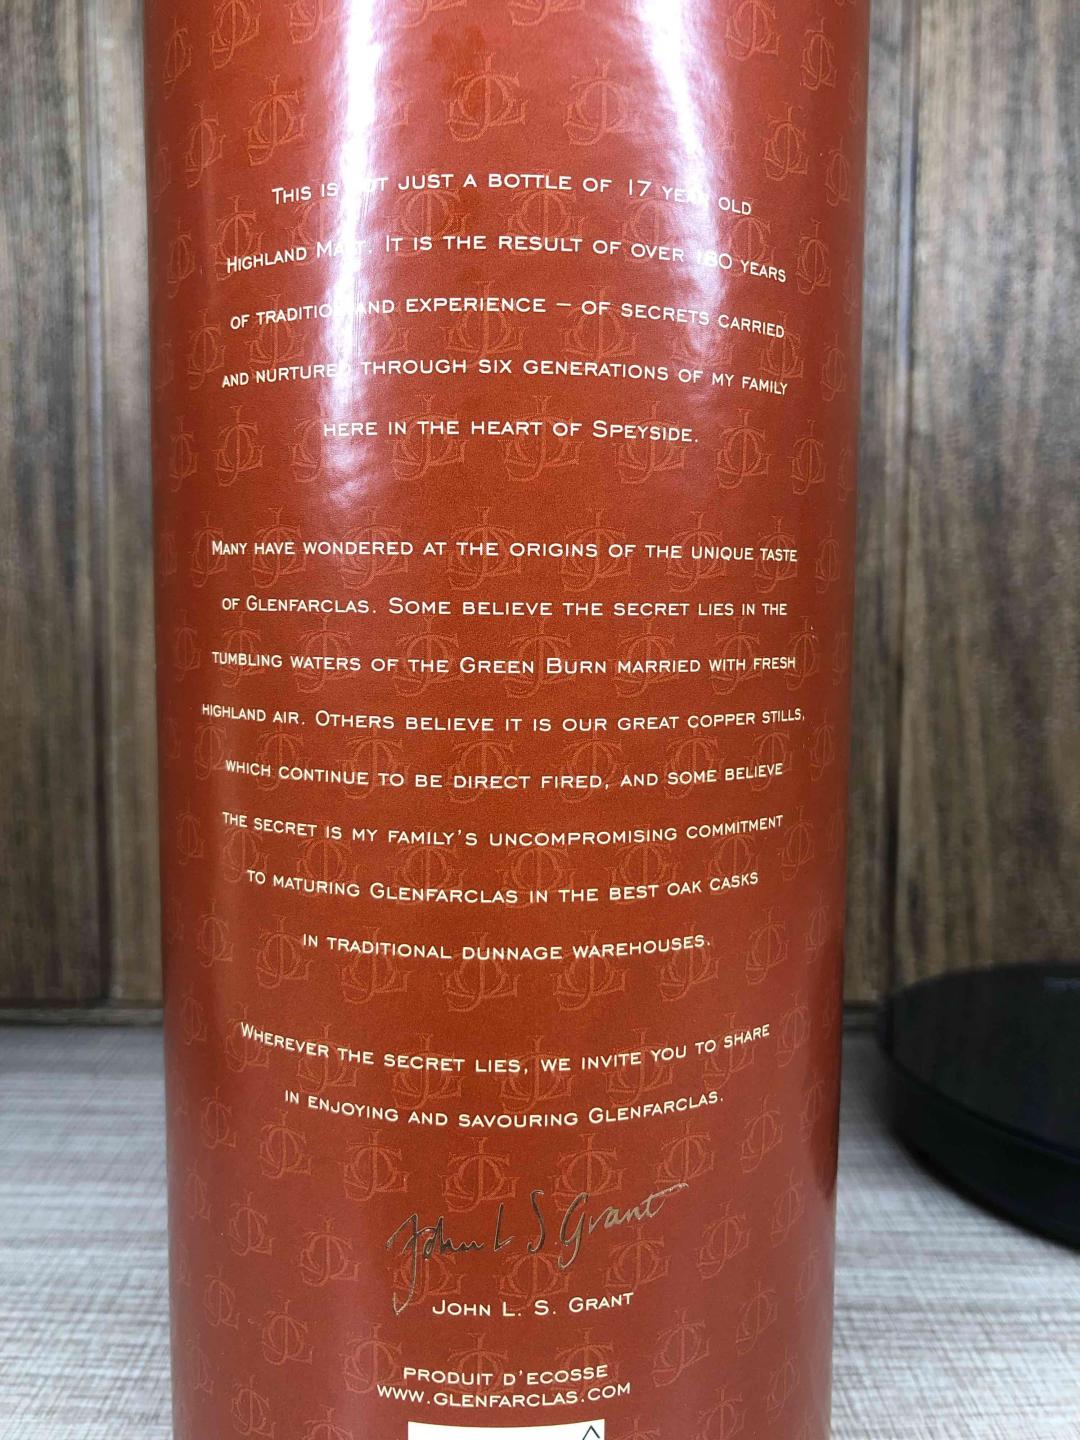 This is just a bottle of 17 year old
Highland Malt. It is the result of over 180 years
of tradition and experience – of secrets carried
and nurtured through six generations of my family
here in the heart of Speyside.
Many have wondered at the origins of the unique taste
of Glenfarclas. Some believe the secret lies in the
tumbling waters of the Green Burn married with fresh
highland air. Others believe it is our great copper stills,
which continue to be direct fired, and some believe
the secret is my family's uncompromising commitment
to maturing Glenfarclas in the best oak casks
in traditional dunnage warehouses.
Wherever the secret lies, we invite you to share
in enjoying and savouring Glenfarclas.
John L S Grant
John L. S. Grant
PRODUIT D'ECOSSE
WWW.GLENFARCLAS.COM